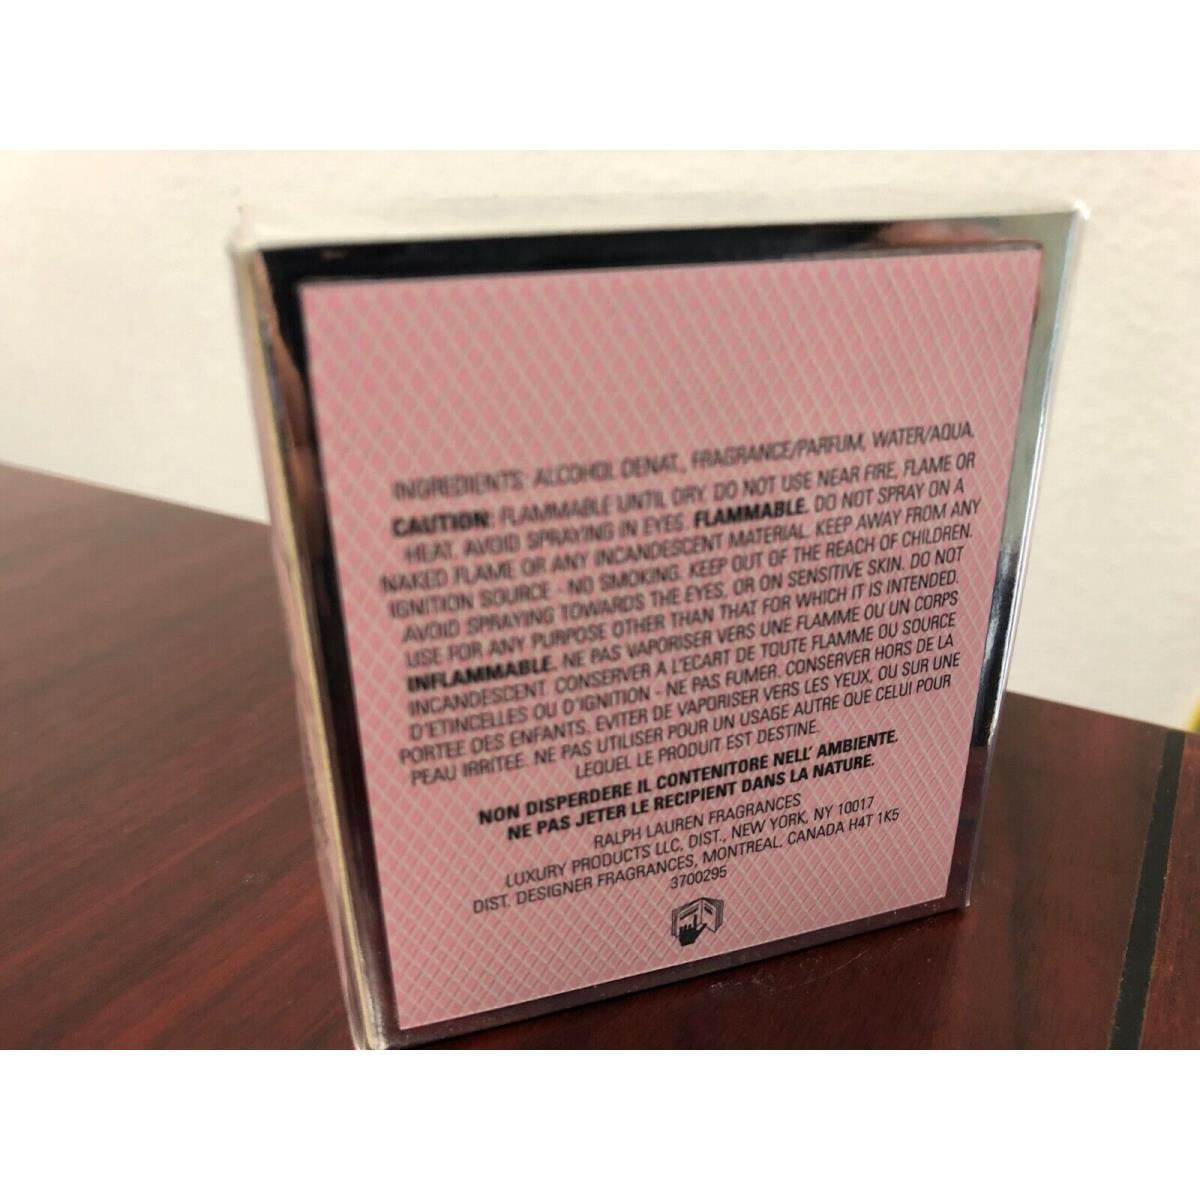 INGREDIENTS: ALCOHOL DENAT., FRAGRANCE/PARFUM, WATER/AQUA.
CAUTION: FLAMMABLE UNTIL DRY. DO NOT USE NEAR FIRE, FLAME OR
HEAT. AVOID SPRAYING IN EYES. FLAMMABLE. DO NOT SPRAY ON A
NAKED FLAME OR ANY INCANDESCENT MATERIAL. KEEP AWAY FROM ANY
IGNITION SOURCE - NO SMOKING. KEEP OUT OF THE REACH OF CHILDREN.
AVOID SPRAYING TOWARDS THE EYES, OR ON SENSITIVE SKIN. DO NOT
USE FOR ANY PURPOSE OTHER THAN THAT FOR WHICH IT IS INTENDED.
INFLAMMABLE. NE PAS VAPORISER VERS UNE FLAMME OU UN CORPS
INCANDESCENT. CONSERVER A L'ECART DE TOUTE FLAMME OU SOURCE
D'ETINCELLES OU D'IGNITION - NE PAS FUMER. CONSERVER HORS DE LA
PORTEE DES ENFANTS. EVITER DE VAPORISER VERS LES YEUX, OU SUR UNE
PEAU IRRITEE. NE PAS UTILISER POUR UN USAGE AUTRE QUE CELUI POUR
LEQUEL LE PRODUIT EST DESTINE.
NON DISPERDERE IL CONTENITORE NELL' AMBIENTE.
NE PAS JETER LE RECIPIENT DANS LA NATURE.
RALPH LAUREN FRAGRANCES
LUXURY PRODUCTS LLC, DIST., NEW YORK, NY 10017
DIST. DESIGNER FRAGRANCES, MONTREAL, CANADA H4T 1K5
3700295